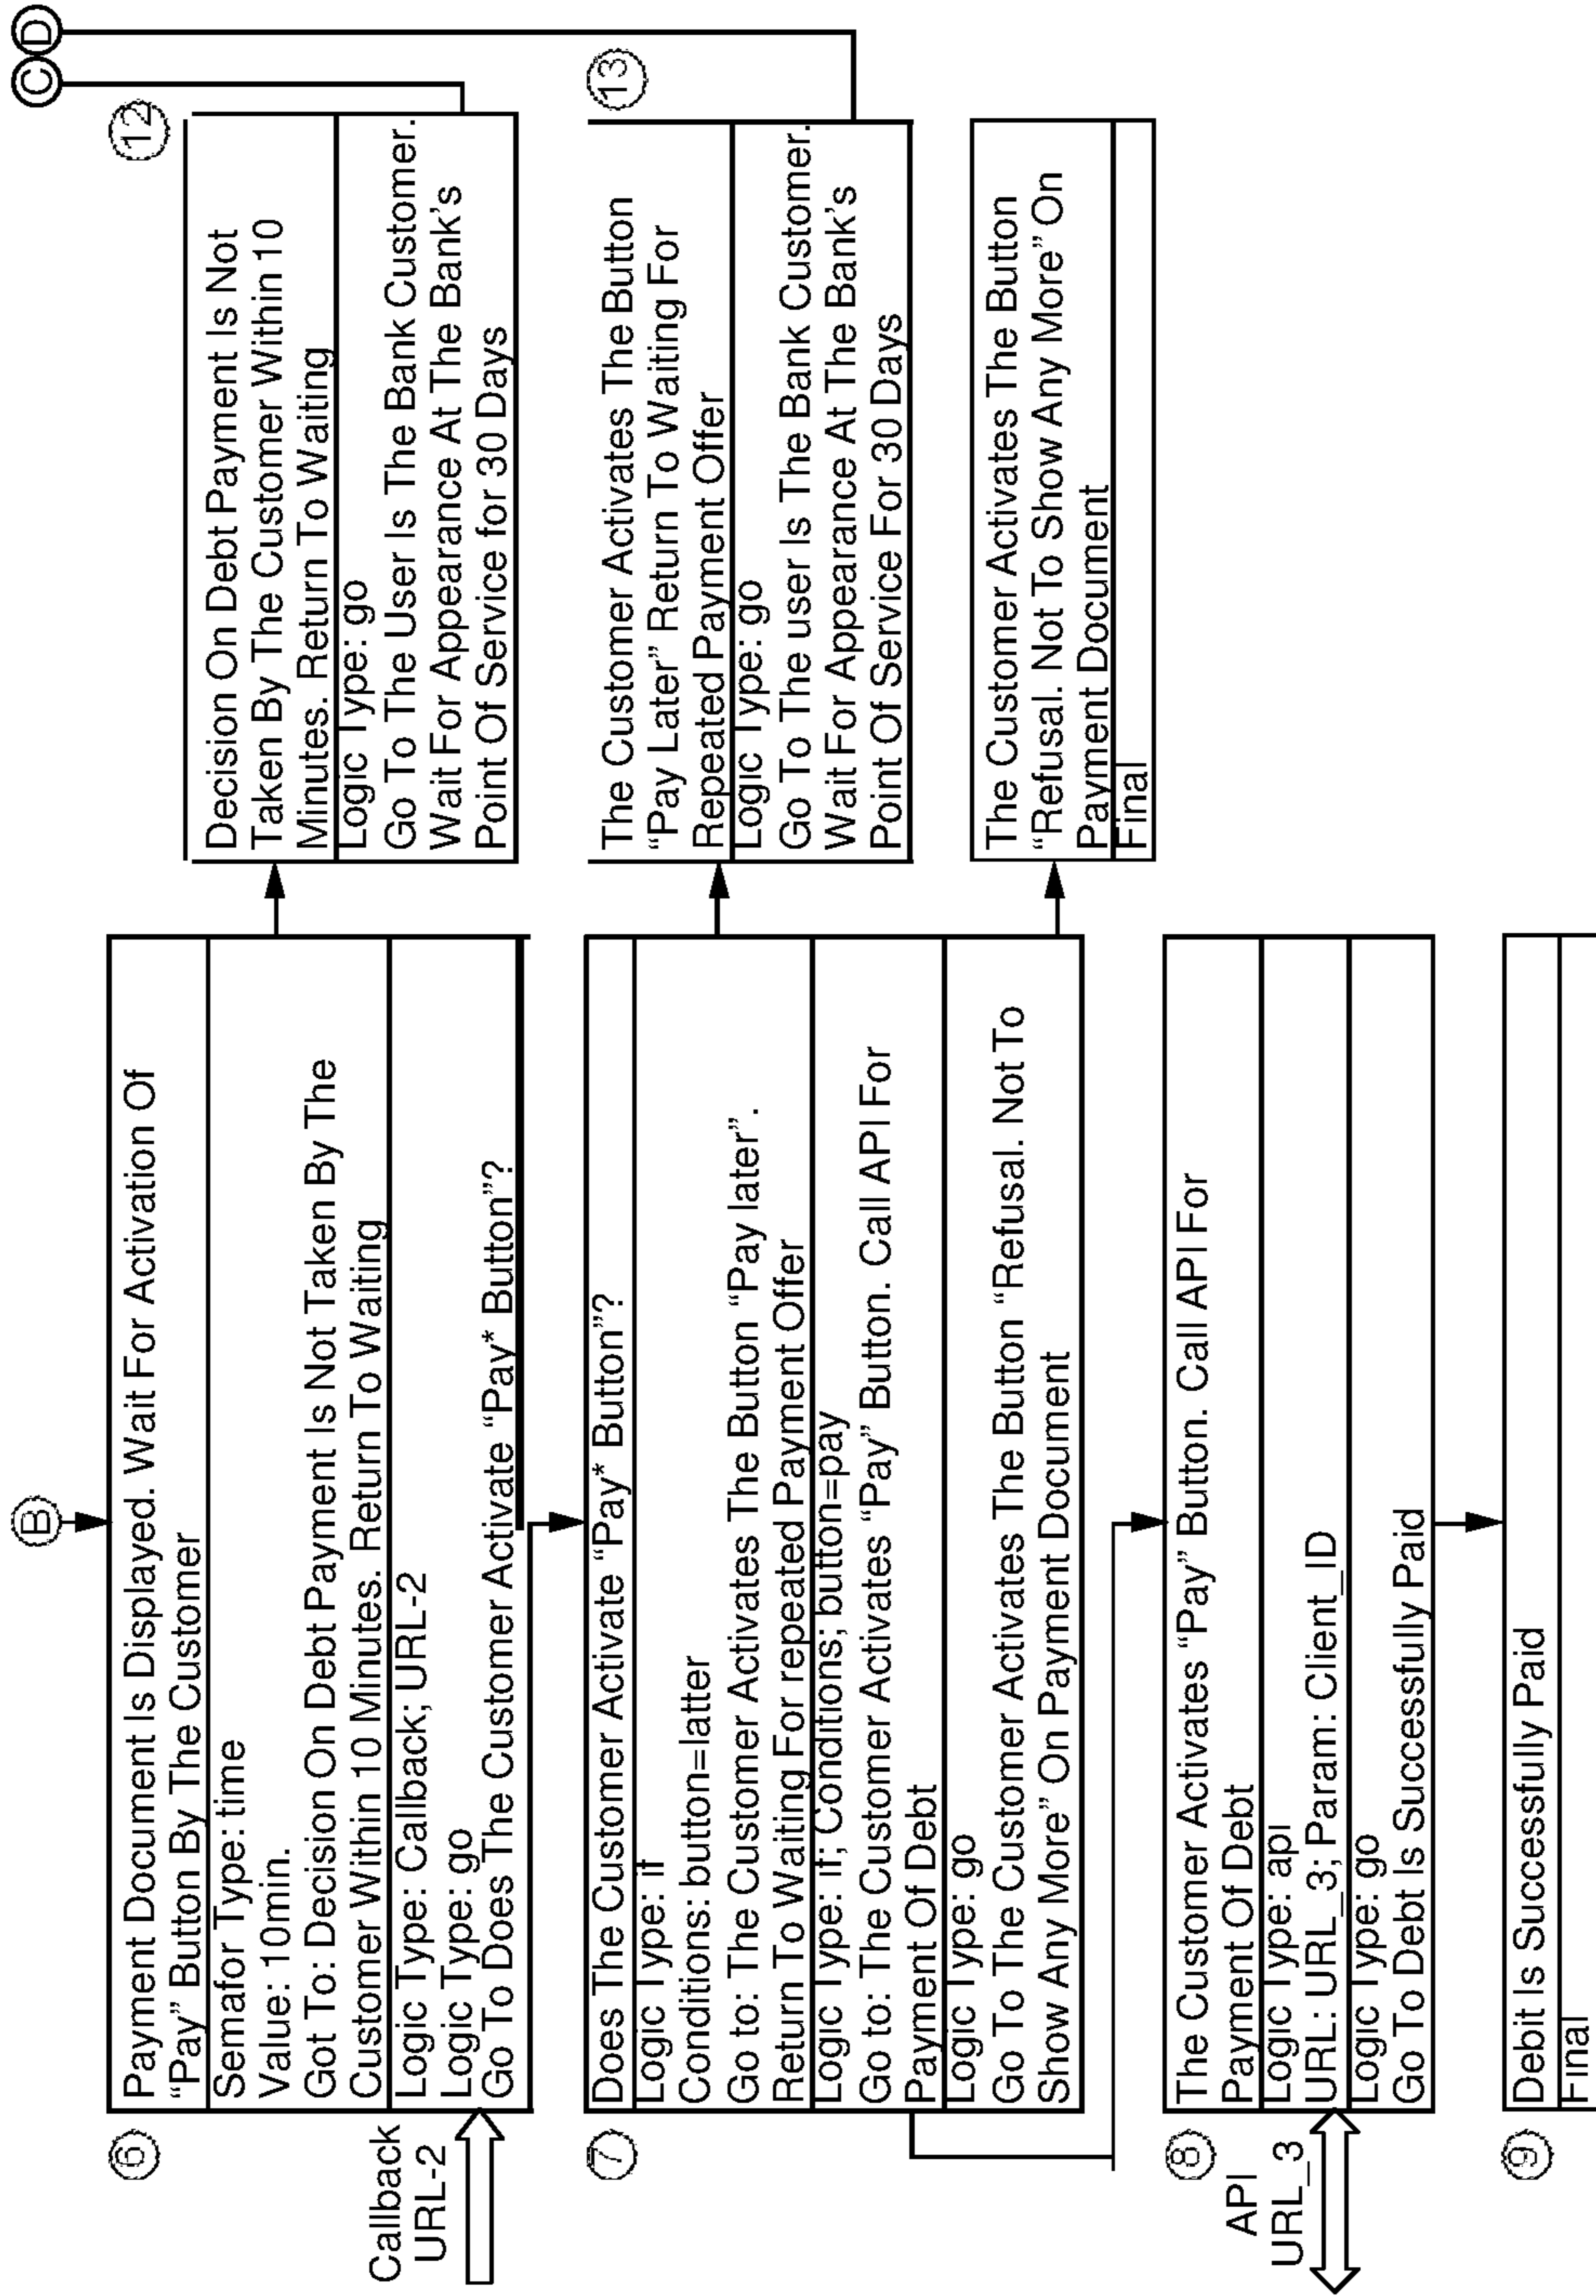 B
C
D
6
Payment Document Is Displayed. Wait For Activation Of
“Pay” Button By The Customer
Semafor Type: time
Value: 10min.
Got To: Decision On Debt Payment Is Not Taken By The
Customer Within 10 Minutes. Return To Waiting
Logic Type: Callback; URL-2
Logic Type: go
Go To Does The Customer Activate “Pay* Button”?
Callback
URL-2
12
Decision On Debt Payment Is Not
Taken By The Customer Within 10
Minutes. Return To Waiting
Logic Type: go
Go To The User Is The Bank Customer.
Wait For Appearance At The Bank’s
Point Of Service for 30 Days
7
Does The Customer Activate “Pay* Button”?
Logic Type: if
Conditions: button=latter
Go to: The Customer Activates The Button “Pay later”.
Return To Waiting For repeated Payment Offer
Logic Type: if; Conditions; button=pay
Go to: The Customer Activates “Pay” Button. Call API For
Payment Of Debt
Logic Type: go
Go To The Customer Activates The Button “Refusal. Not To
Show Any More” On Payment Document
13
The Customer Activates The Button
“Pay Later” Return To Waiting For
Repeated Payment Offer
Logic Type: go
Go To The user Is The Bank Customer.
Wait For Appearance At The Bank’s
Point Of Service For 30 Days
The Customer Activates The Button
“Refusal. Not To Show Any More” On
Payment Document
Final
8
The Customer Activates “Pay” Button. Call API For
Payment Of Debt
Logic Type: api
URL: URL_3; Param: Client_ID
Logic Type: go
Go To Debt Is Successfully Paid
API
URL_3
9
Debit Is Successfully Paid
Final